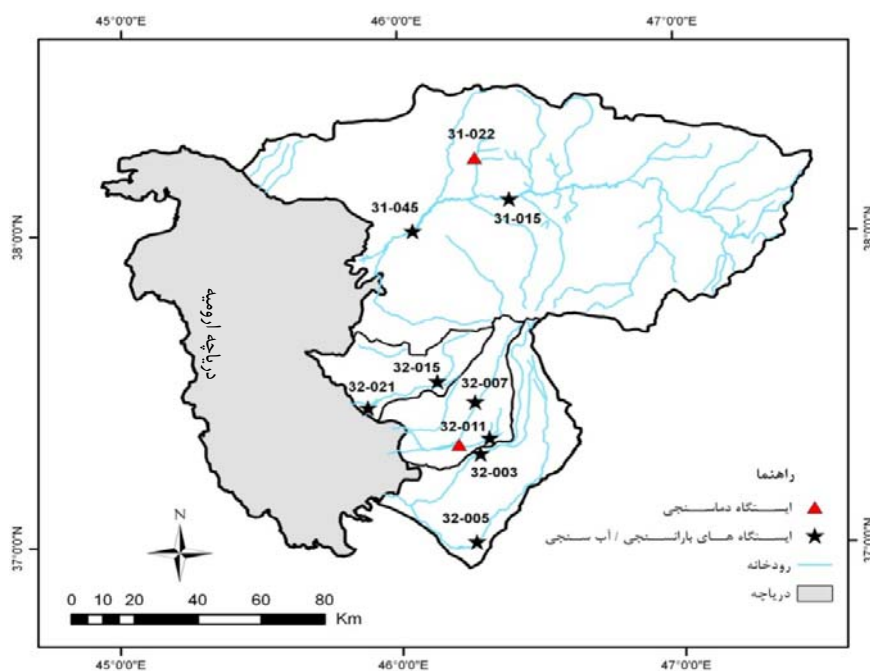 45°0'0"E 46°0'0"E 47°0'0"E
31-022
31-045
31-015
38°0'0"N 38°0'0"N
دریاچه ارومیه
32-015
32-021
32-007
32-011
32-003
32-005
راهنما
ایستگاه دماسنجی
ایستگاه های بارانسنجی / آب سنجی
رودخانه
دریاچه
37°0'0"N 37°0'0"N
N
0 10 20 40 60 80
Km
45°0'0"E 46°0'0"E 47°0'0"E